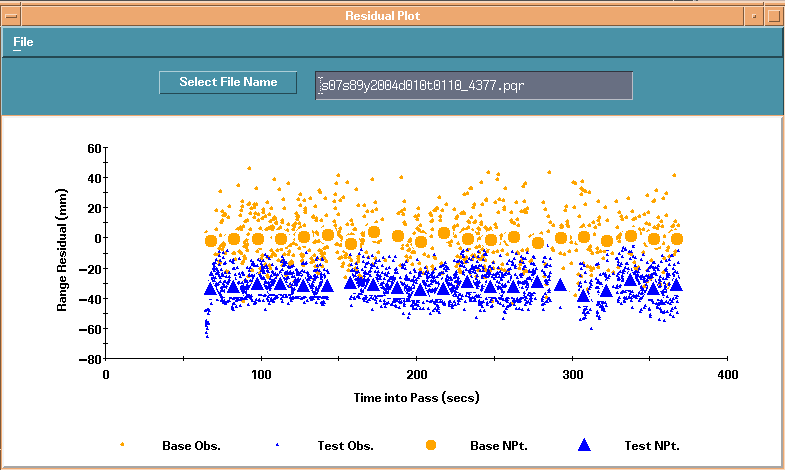 Residual Plot
File
Select File Name
s07s89y2004d010t0110_4377.pqr
60
40
20
0
−20
−40
−60
−80
Range Residual (mm)
0 100 200 300 400
Time into Pass (secs)
Base Obs. Test Obs. Base NPt. Test NPt.